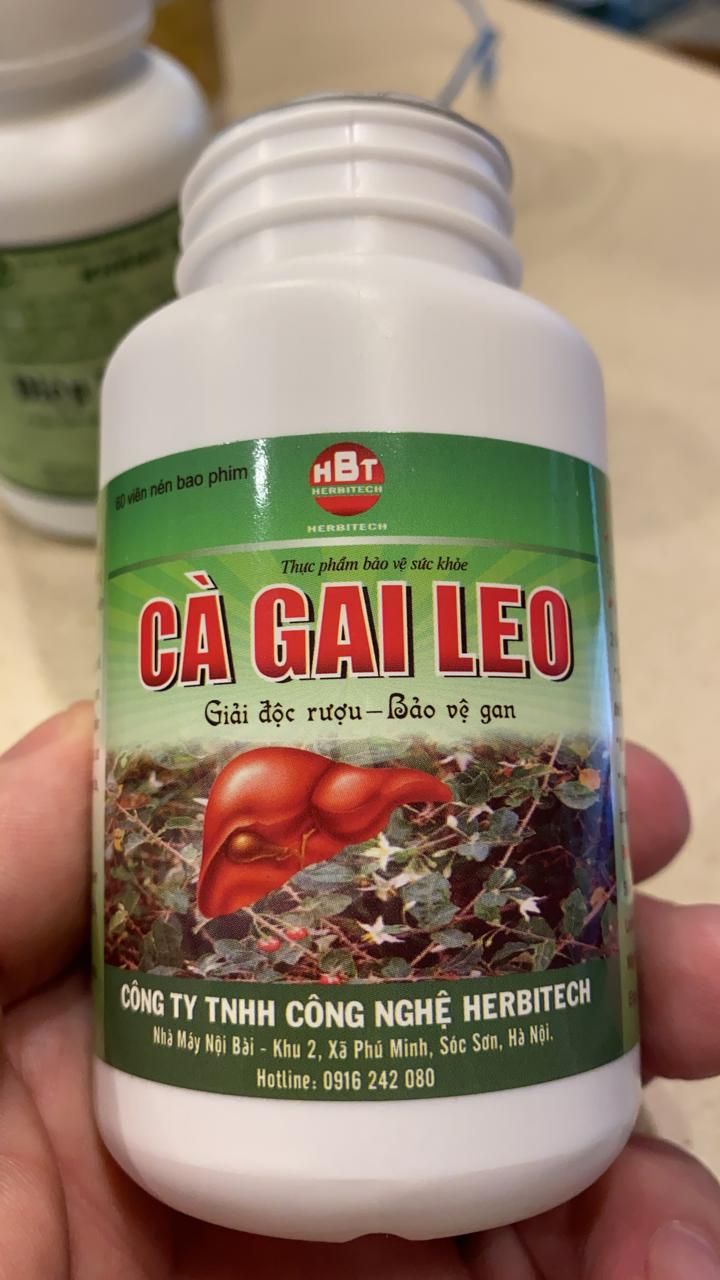 60 viên nén bao phim
HBT
HERBITECH
HERBITECH
Thực phẩm bảo vệ sức khỏe
CÀ GAI LEO
Giải độc rượu – Bảo vệ gan
CÔNG TY TNHH CÔNG NGHỆ HERBITECH
Nhà Máy Nội Bài - Khu 2, Xã Phú Minh, Sóc Sơn, Hà Nội.
Hotline: 0916 242 080